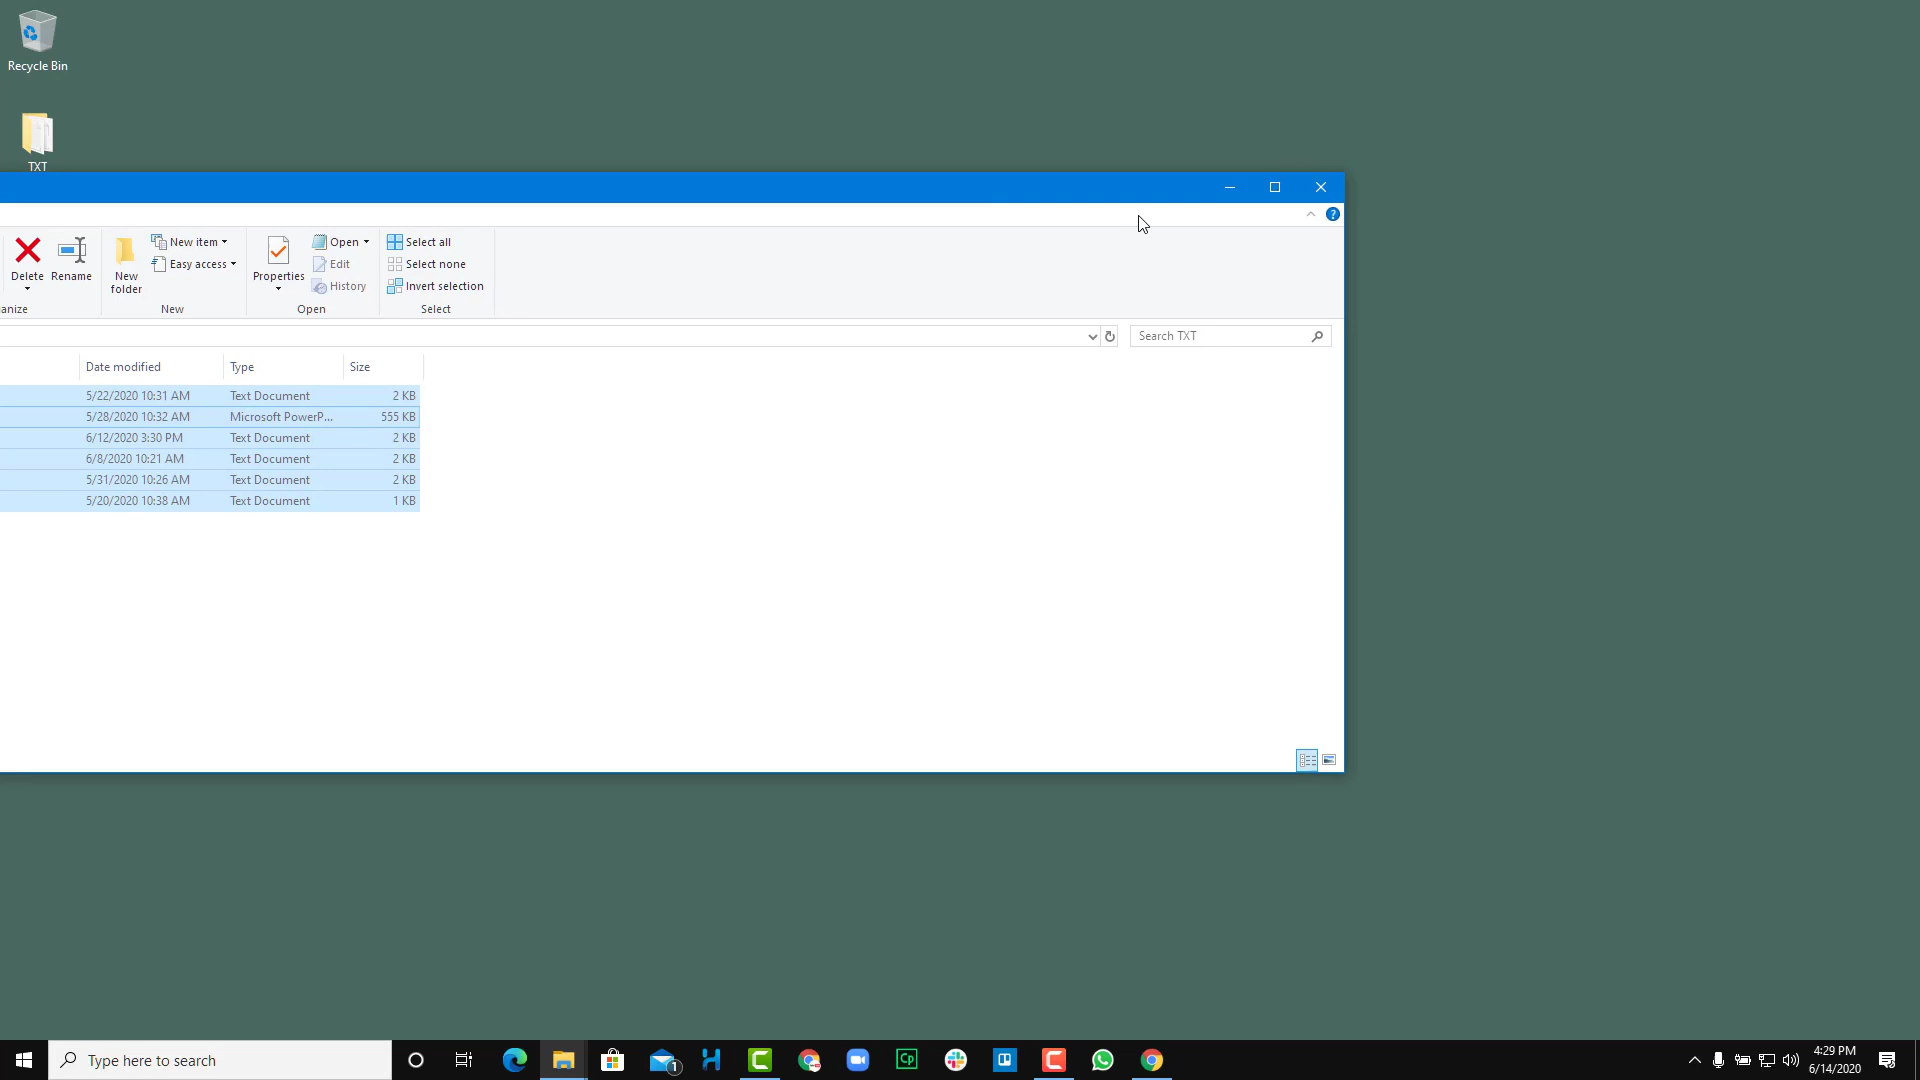 Recycle Bin
TXT
Delete
Rename
New folder
New item
Easy access
Properties
Open
Edit
History
Select all
Select none
Invert selection
anize
New
Open
Select
Search TXT
Date modified Type Size
5/22/2020 10:31 AM Text Document 2 KB
5/28/2020 10:32 AM Microsoft PowerP... 555 KB
6/12/2020 3:30 PM Text Document 2 KB
6/8/2020 10:21 AM Text Document 2 KB
5/31/2020 10:26 AM Text Document 2 KB
5/20/2020 10:38 AM Text Document 1 KB
Type here to search
1
Cp
4:29 PM
6/14/2020